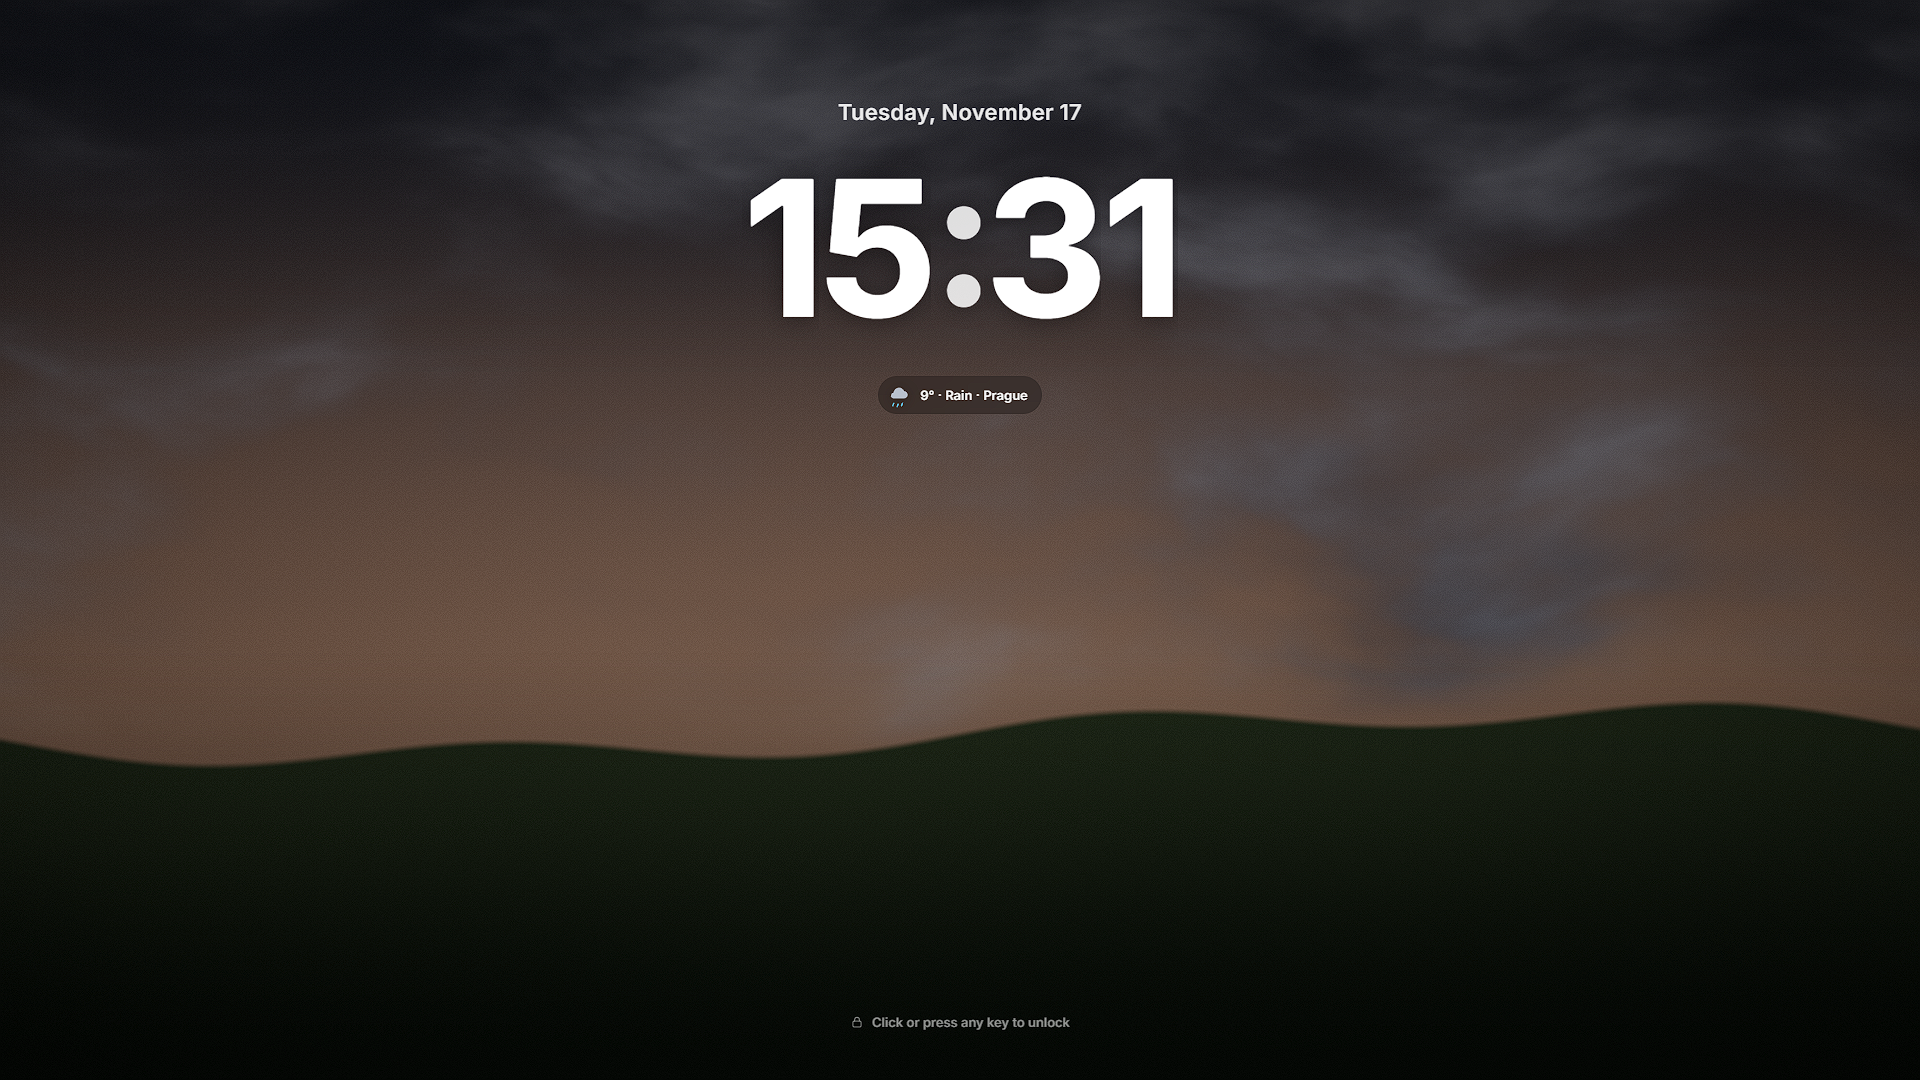 Tuesday, November 17
15:31
9° · Rain · Prague
Click or press any key to unlock